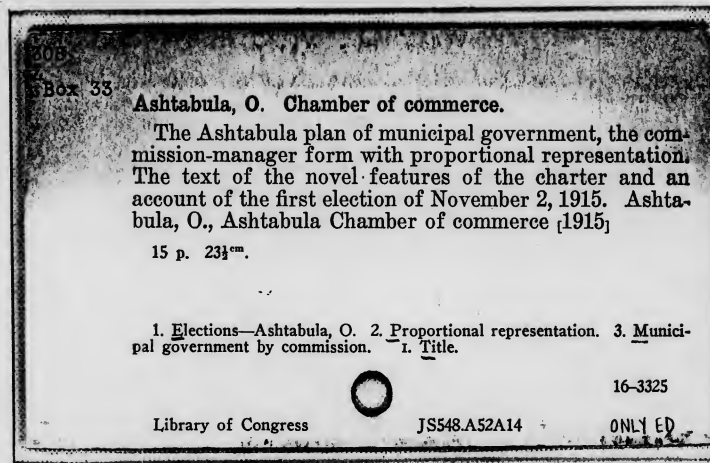 308
Box 33
Ashtabula, O. Chamber of commerce.
The Ashtabula plan of municipal government, the com-
mission-manager form with proportional representation.
The text of the novel features of the charter and an
account of the first election of November 2, 1915. Ashta-
bula, O., Ashtabula Chamber of commerce [1915]
15 p. 23½ cm.
1. Elections—Ashtabula, O. 2. Proportional representation. 3. Munici-
pal government by commission. I. Title.
16-3325
Library of Congress JS548.A52A14 ONLY ED